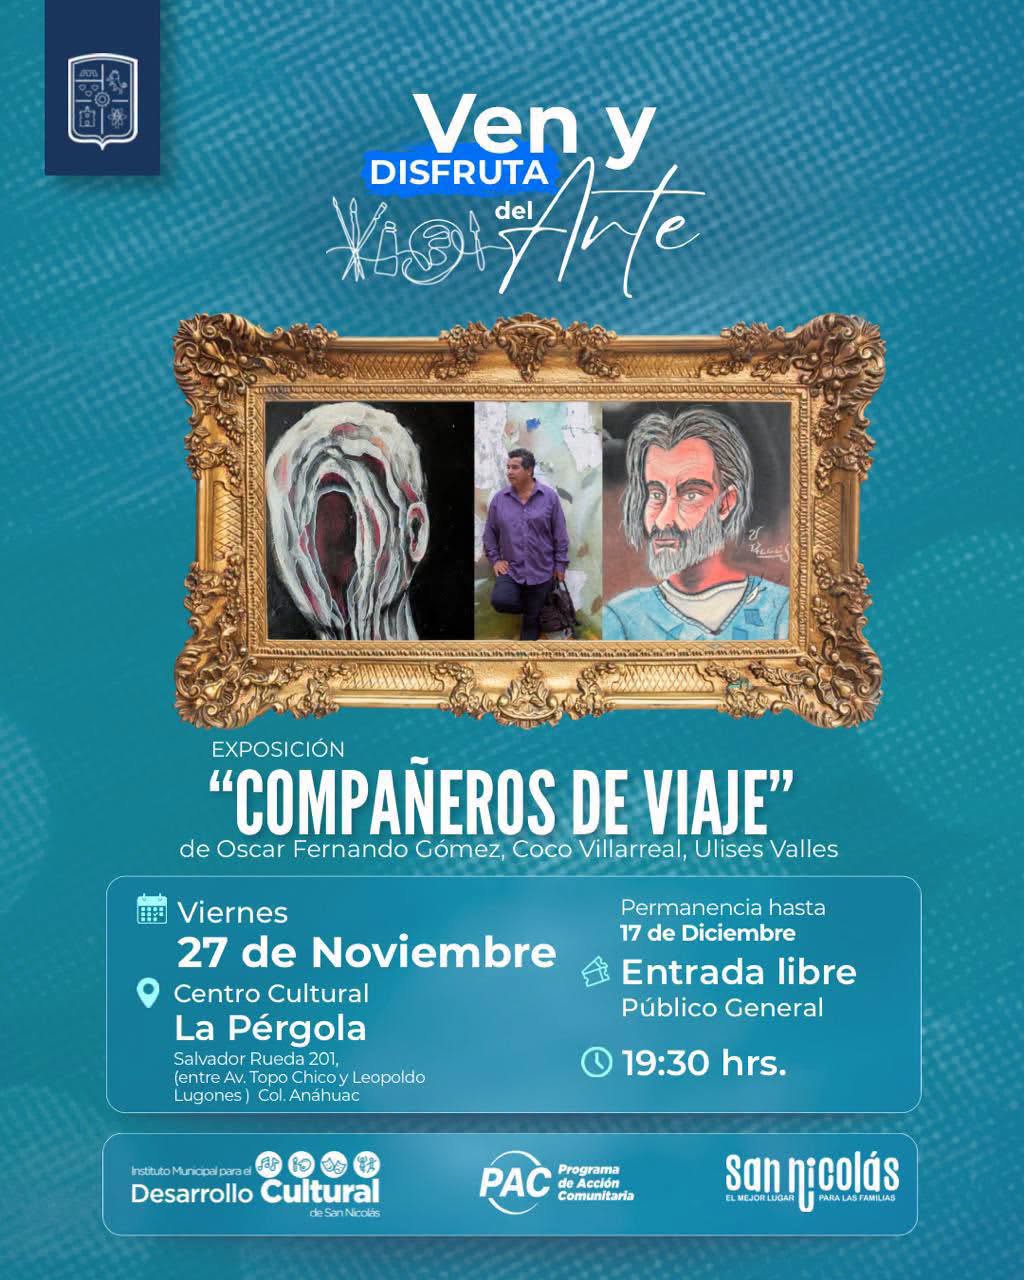 Ven y
DISFRUTA
del Arte
EXPOSICIÓN
“COMPAÑEROS DE VIAJE”
de Oscar Fernando Gómez, Coco Villarreal, Ulises Valles
Viernes
27 de Noviembre
Centro Cultural
La Pérgola
Salvador Rueda 201,
(entre Av. Topo Chico y Leopoldo
Lugones ) Col. Anáhuac
Permanencia hasta
17 de Diciembre
Entrada libre
Público General
19:30 hrs.
Instituto Municipal para el
Desarrollo Cultural
de San Nicolás
PAC Programa
de Acción
Comunitaria
San Nicolás
EL MEJOR LUGAR PARA LAS FAMILIAS